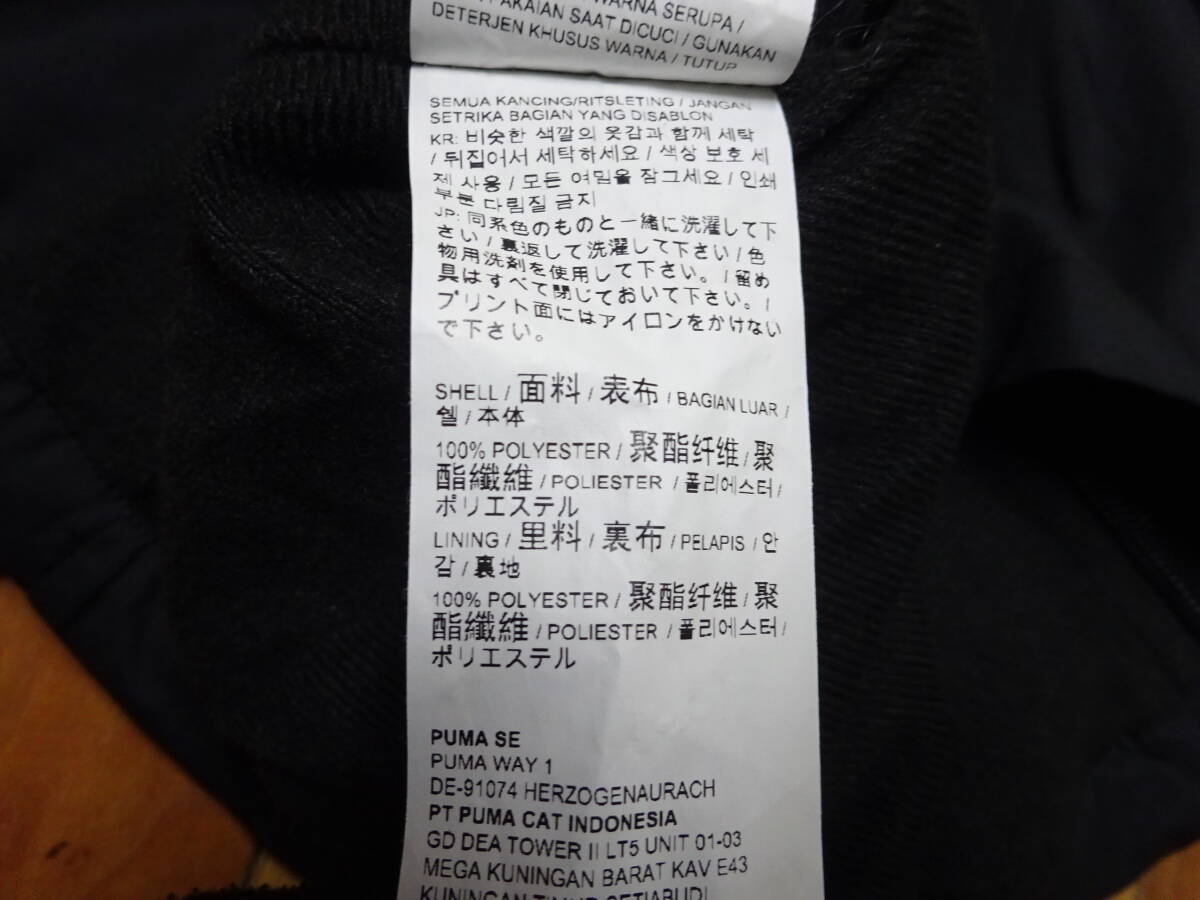 WARNA SERUPA /
PAKAIAN SAAT DICUCI / GUNAKAN
DETERJEN KHUSUS WARNA / TUTUP
SEMUA KANCING/RITSLETING / JANGAN
SETRIKA BAGIAN YANG DISABLON
KR: 비슷한 색깔의 옷감과 함께 세탁
/ 뒤집어서 세탁하세요 / 색상 보호 세
제 사용 / 모든 여밈을 잠그세요 / 인쇄
부분 다림질 금지
JP: 同系色のものと一緒に洗濯して下
さい / 裏返して洗濯して下さい / 色
物用洗剤を使用して下さい。/ 留め
具はすべて閉じておいて下さい。/
プリント面にはアイロンをかけない
で下さい。
SHELL / 面料 / 表布 / BAGIAN LUAR /
쉘 / 本体
100% POLYESTER / 聚酯纤维 / 聚
酯纖維 / POLIESTER / 폴리에스터 /
ポリエステル
LINING / 里料 / 裏布 / PELAPIS / 안
감 / 裏地
100% POLYESTER / 聚酯纤维 / 聚
酯纖維 / POLIESTER / 폴리에스터 /
ポリエステル
PUMA SE
PUMA WAY 1
DE-91074 HERZOGENAURACH
PT PUMA CAT INDONESIA
GD DEA TOWER II LT5 UNIT 01-03
MEGA KUNINGAN BARAT KAV E43
KUNINGAN TIMUR SETIABUDI